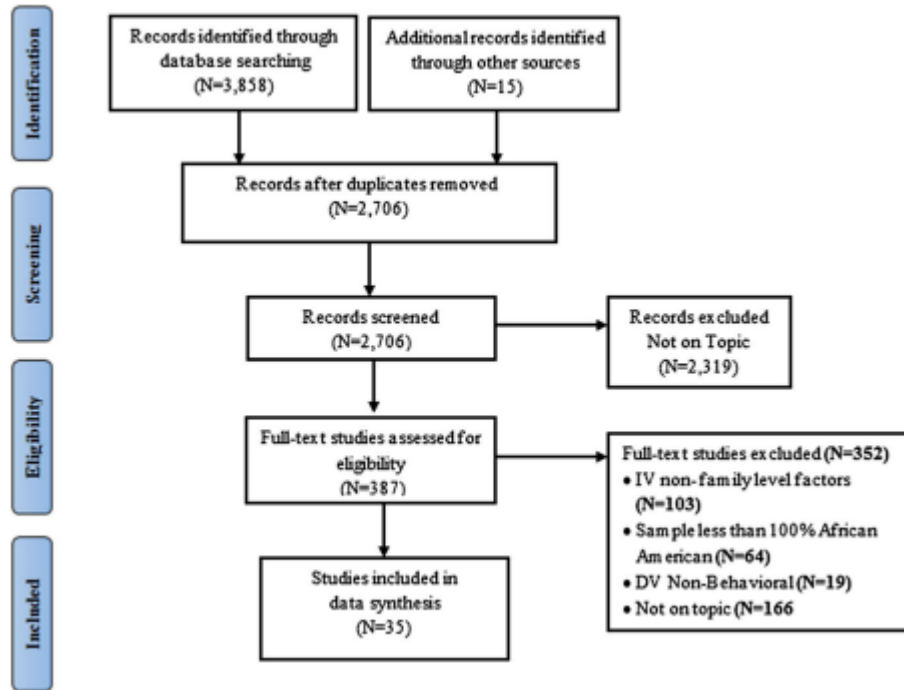 Identification
Records identified through
database searching
(N=3,858)
Additional records identified
through other sources
(N=15)
Records after duplicates removed
(N=2,706)
Screening
Records screened
(N=2,706)
Records excluded
Not on Topic
(N=2,319)
Eligibility
Full-text studies assessed for
eligibility
(N=387)
Full-text studies excluded (N=352)
• IV non-family level factors
(N=103)
• Sample less than 100% African
American (N=64)
• DV Non-Behavioral (N=19)
• Not on topic (N=166
Included
Studies included in
data synthesis
(N=35)